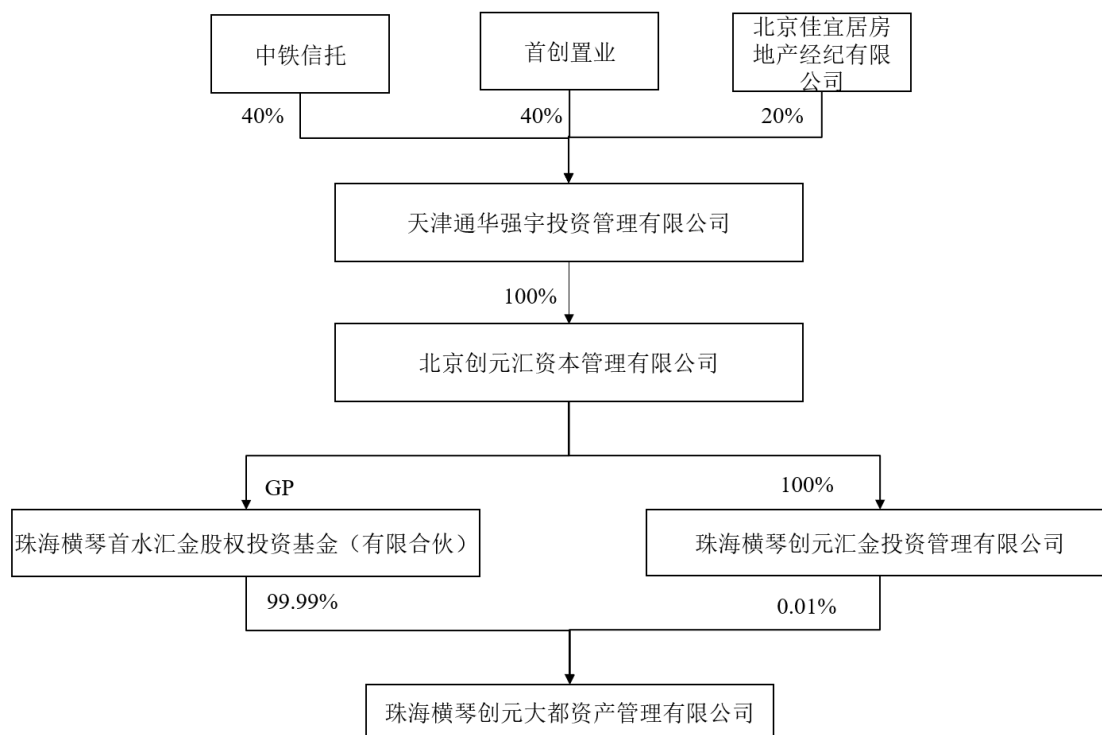 中铁信托
首创置业
北京佳宜居房
地产经纪有限
公司
40%
40%
20%
天津通华强宇投资管理有限公司
100%
北京创元汇资本管理有限公司
GP
100%
珠海横琴首水汇金股权投资基金（有限合伙）
珠海横琴创元汇金投资管理有限公司
99.99%
0.01%
珠海横琴创元大都资产管理有限公司